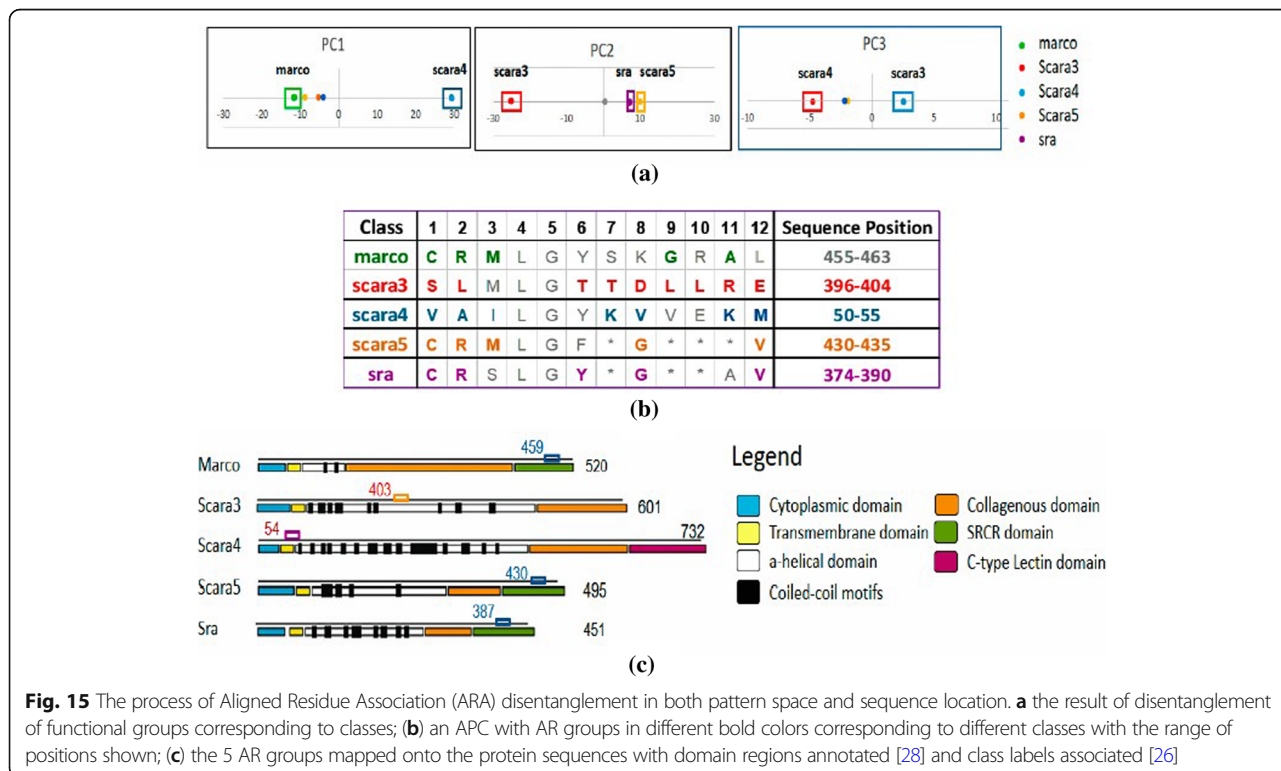 PC1
marco
scara4
-30 -20 -10 0 10 20 30
PC2
scara3
sra scara5
-30 -10 10 30
PC3
scara4
scara3
-10 -5 0 5 10
marco
Scara3
Scara4
Scara5
sra
(a)
Class 1 2 3 4 5 6 7 8 9 10 11 12 Sequence Position
marco C R M L G Y S K G R A L 455-463
scara3 S L M L G T T D L L R E 396-404
scara4 V A I L G Y K V V E K M 50-55
scara5 C R M L G F * G * * * V 430-435
sra C R S L G Y * G * * A V 374-390
(b)
Marco 459 520
Scara3 403 601
Scara4 54 732
Scara5 430 495
Sra 387 451
Legend
Cytoplasmic domain
Transmembrane domain
a-helical domain
Coiled-coil motifs
Collagenous domain
SRCR domain
C-type Lectin domain
(c)
Fig. 15 The process of Aligned Residue Association (ARA) disentanglement in both pattern space and sequence location. a the result of disentanglement
of functional groups corresponding to classes; (b) an APC with AR groups in different bold colors corresponding to different classes with the range of
positions shown; (c) the 5 AR groups mapped onto the protein sequences with domain regions annotated [28] and class labels associated [26]